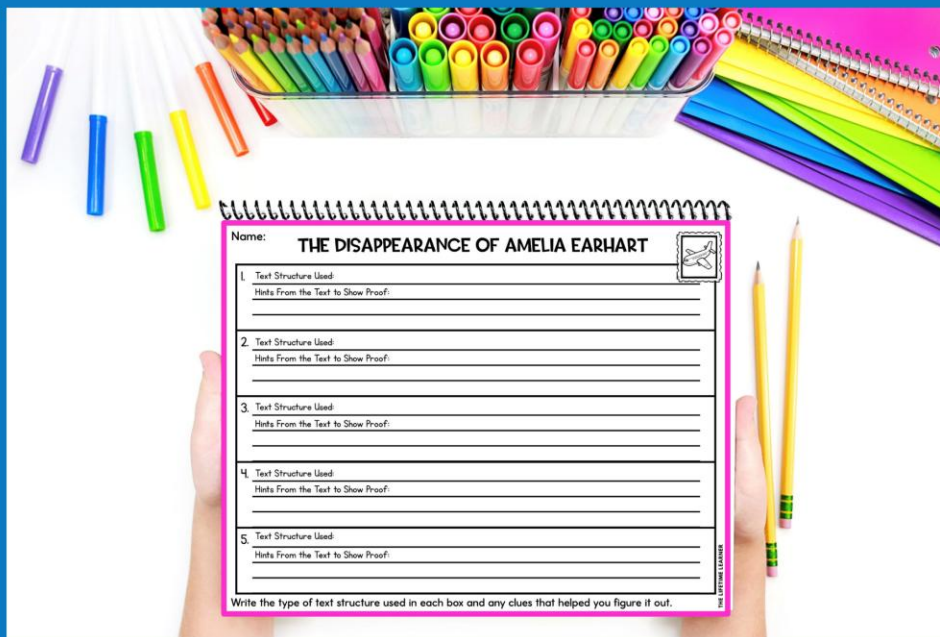 Name:
THE DISAPPEARANCE OF AMELIA EARHART
1. Text Structure Used:
Hints From the Text to Show Proof:
2. Text Structure Used:
Hints From the Text to Show Proof:
3. Text Structure Used:
Hints From the Text to Show Proof:
4. Text Structure Used:
Hints From the Text to Show Proof:
5. Text Structure Used:
Hints From the Text to Show Proof:
THE LIFETIME LEARNER
Write the type of text structure used in each box and any clues that helped you figure it out.